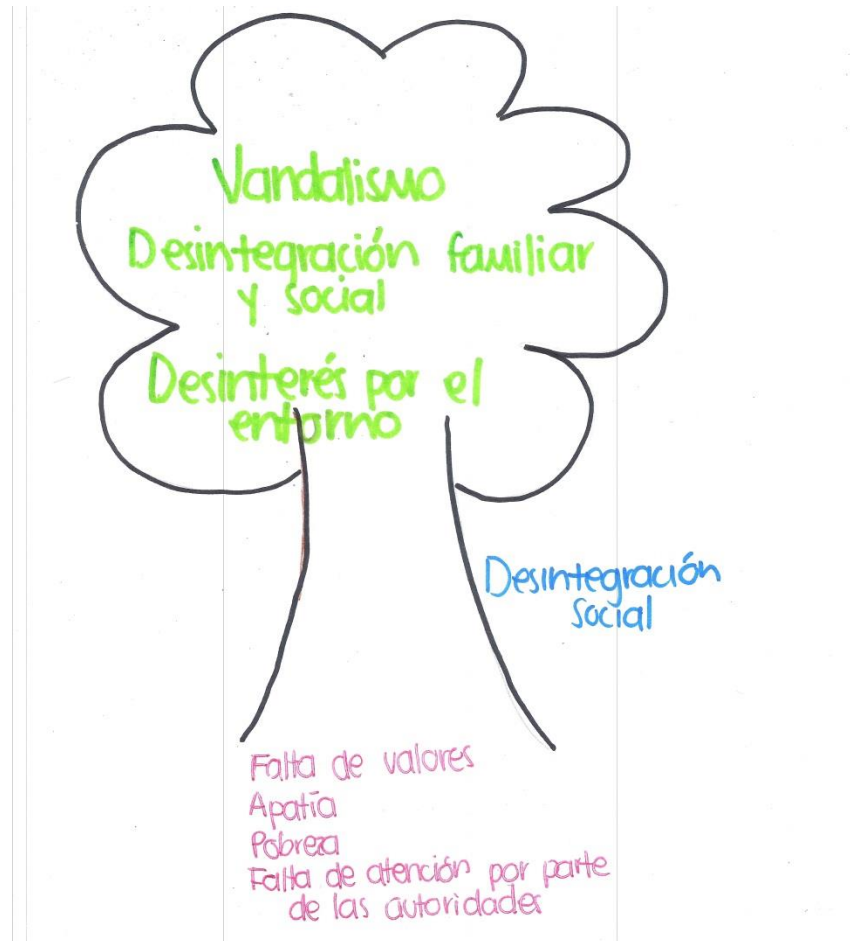 Vandalismo
Desintegración familiar
y social
Desinterés por el
entorno
Desintegración
social
Falta de valores
Apatía
Pobreza
Falta de atención por parte
de las autoridades